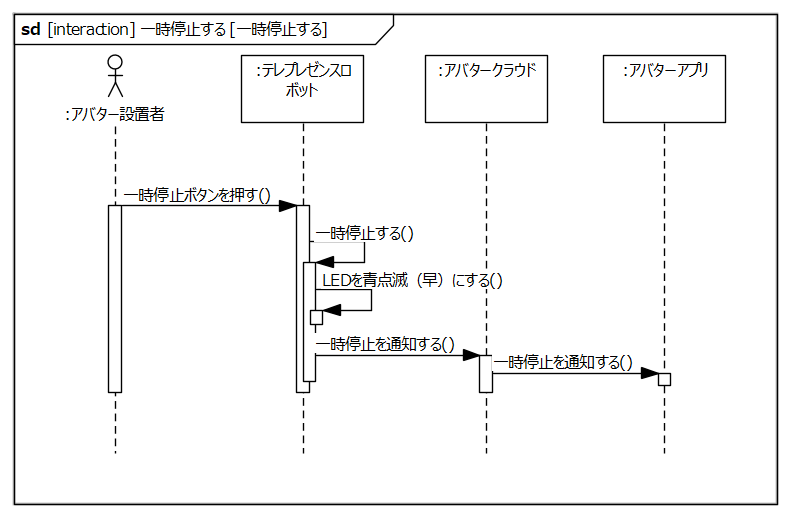 sd [interaction] 一時停止する [一時停止する]
:アバター設置者
:テレプレゼンスロ
ボット
:アバタークラウド
:アバターアプリ
一時停止ボタンを押す()
一時停止する()
LEDを青点滅（早）にする()
一時停止を通知する()
一時停止を通知する()